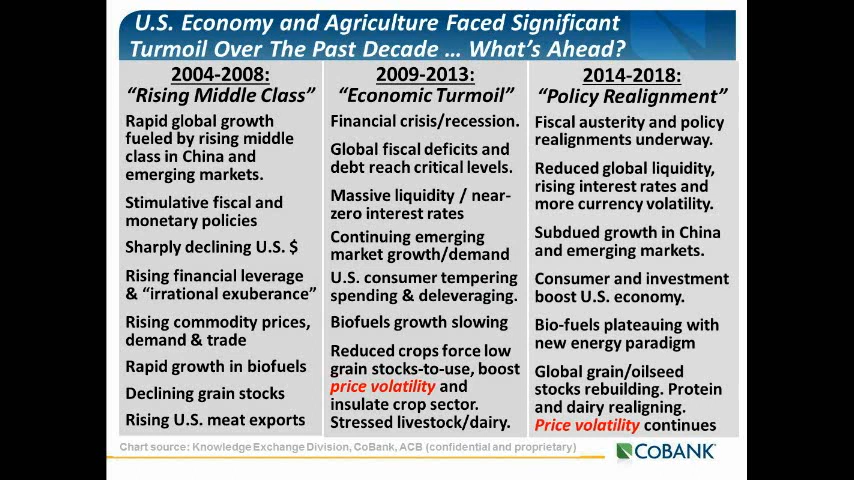 U.S. Economy and Agriculture Faced Significant
Turmoil Over The Past Decade ... What's Ahead?
2004-2008:
"Rising Middle Class"
Rapid global growth
fueled by rising middle
class in China and
emerging markets.
Stimulative fiscal and
monetary policies
Sharply declining U.S. $
Rising financial leverage
& "irrational exuberance"
Rising commodity prices,
demand & trade
Rapid growth in biofuels
Declining grain stocks
Rising U.S. meat exports
2009-2013:
"Economic Turmoil"
Financial crisis/recession.
Global fiscal deficits and
debt reach critical levels.
Massive liquidity / near-
zero interest rates
Continuing emerging
market growth/demand
U.S. consumer tempering
spending & deleveraging.
Biofuels growth slowing
Reduced crops force low
grain stocks-to-use, boost
price volatility and
insulate crop sector.
Stressed livestock/dairy.
2014-2018:
"Policy Realignment"
Fiscal austerity and policy
realignments underway.
Reduced global liquidity,
rising interest rates and
more currency volatility.
Subdued growth in China
and emerging markets.
Consumer and investment
boost U.S. economy.
Bio-fuels plateauing with
new energy paradigm
Global grain/oilseed
stocks rebuilding. Protein
and dairy realigning.
Price volatility continues
Chart source: Knowledge Exchange Division, CoBank, ACB (confidential and proprietary)
COBANK